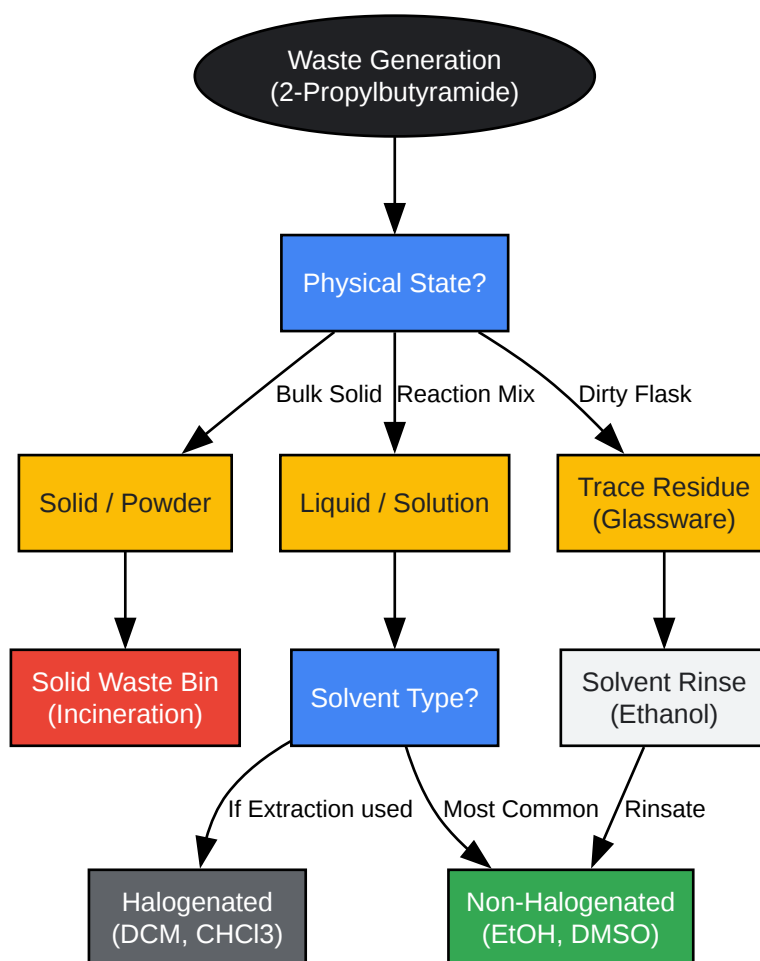 Waste Generation
(2-Propylbutyramide)
Physical State?
Bulk Solid
Reaction Mix
Dirty Flask
Solid / Powder
Liquid / Solution
Trace Residue
(Glassware)
Solid Waste Bin
(Incineration)
Solvent Type?
Solvent Rinse
(Ethanol)
If Extraction used
Most Common
Rinsate
Halogenated
(DCM, CHCl3)
Non-Halogenated
(EtOH, DMSO)